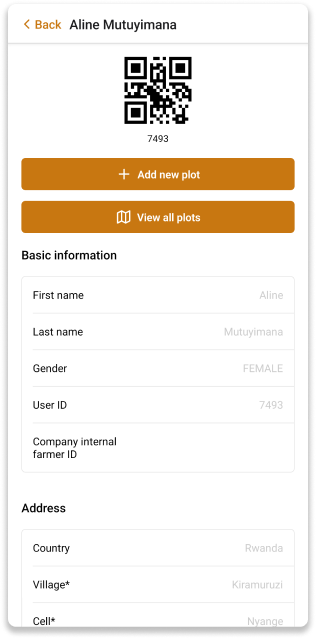 Back Aline Mutuyimana
7493
Add new plot
View all plots
Basic information
First name Aline
Last name Mutuyimana
Gender FEMALE
User ID 7493
Company internal
farmer ID
Address
Country Rwanda
Village* Kiramuruzi
Cell* Nyange